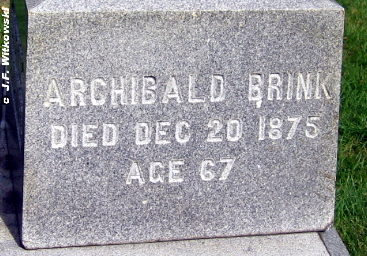 ARCHIBALD BRINK
DIED DEC 20 1875
AGE 67
c J.F. Witkowski